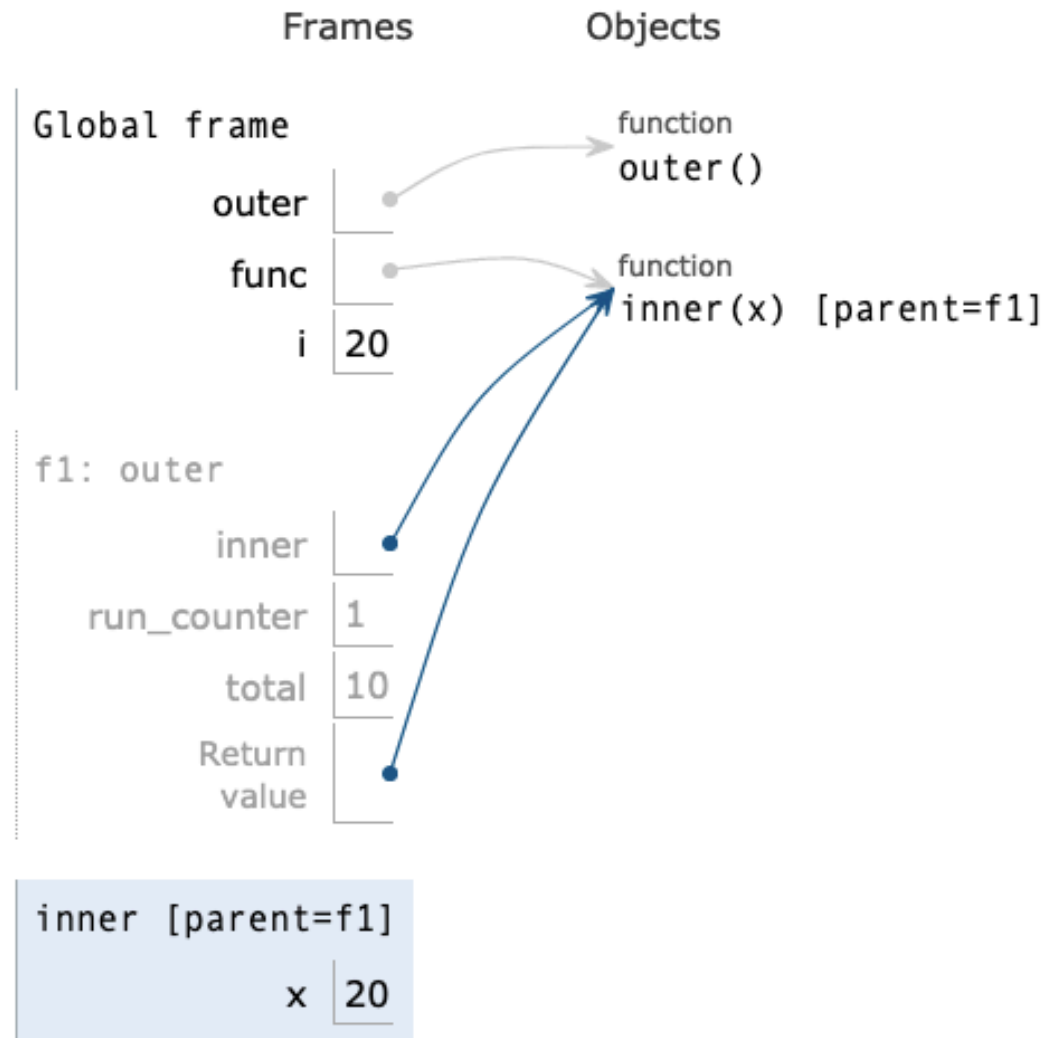 Frames Objects
Global frame
function
outer()
outer
func
function
inner(x) [parent=f1]
i 20
f1: outer
inner
run_counter 1
total 10
Return
value
inner [parent=f1]
x 20